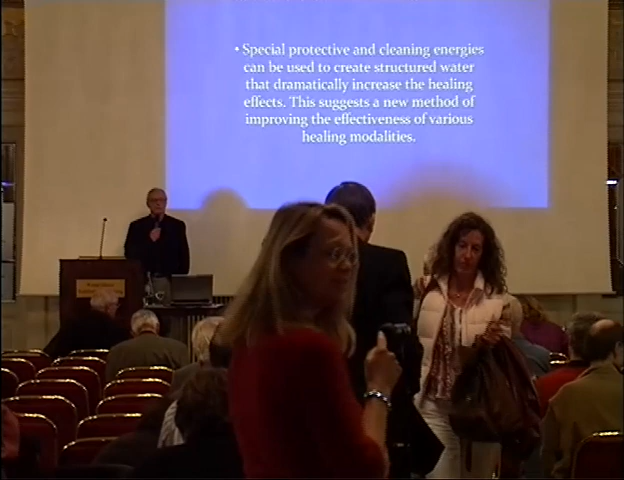 • Special protective and cleaning energies
can be used to create structured water
that dramatically increase the healing
effects. This suggests a new method of
improving the effectiveness of various
healing modalities.